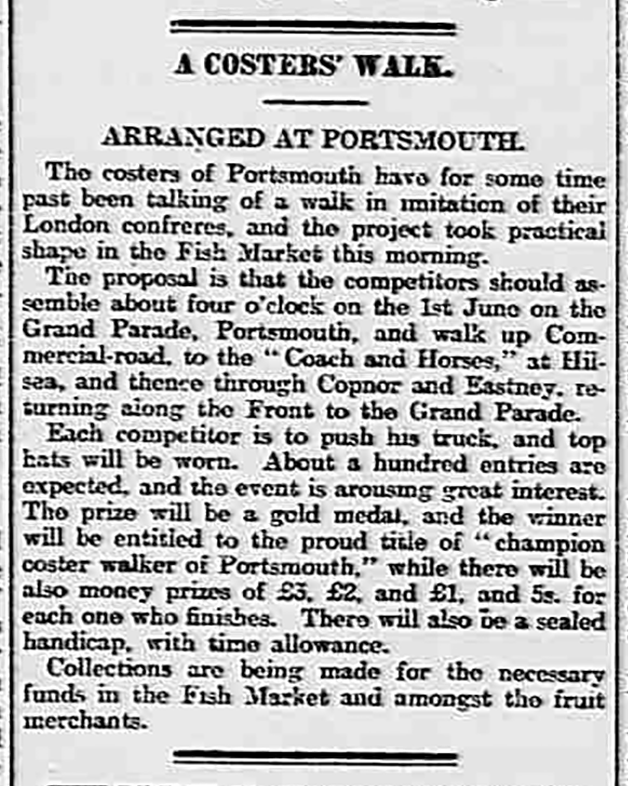 A COSTERS' WALK.
ARRANGED AT PORTSMOUTH.
The costers of Portsmouth have for some time
past been talking of a walk in imitation of their
London confreres, and the project took practical
shape in the Fish Market this morning.
The proposal is that the competitors should as-
semble about four o'clock on the 1st June on the
Grand Parade, Portsmouth, and walk up Com-
mercial-road, to the "Coach and Horses," at Hil-
sea, and thence through Copnor and Eastney, re-
turning along the Front to the Grand Parade.
Each competitor is to push his truck, and top
hats will be worn. About a hundred entries are
expected, and the event is arousing great interest.
The prize will be a gold medal, and the winner
will be entitled to the proud title of "champion
coster walker of Portsmouth," while there will be
also money prizes of £3, £2, and £1, and 5s. for
each one who finishes. There will also be a sealed
handicap, with time allowance.
Collections are being made for the necessary
funds in the Fish Market and amongst the fruit
merchants.